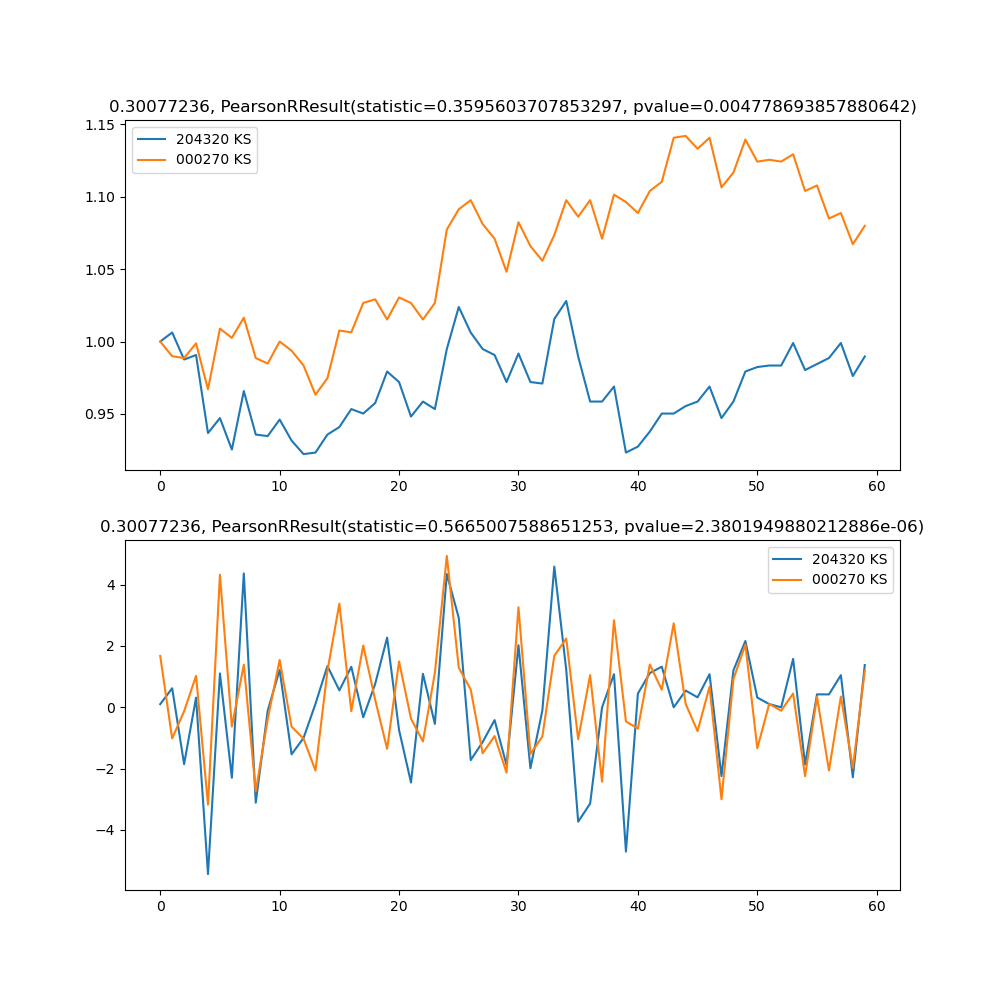 0.30077236, PearsonRResult(statistic=0.3595603707853297, pvalue=0.004778693857880642)
204320 KS
000270 KS
1.15
1.10
1.05
1.00
0.95
0 10 20 30 40 50 60
0.30077236, PearsonRResult(statistic=0.5665007588651253, pvalue=2.3801949880212886e-06)
204320 KS
000270 KS
4
2
0
−2
−4
0 10 20 30 40 50 60